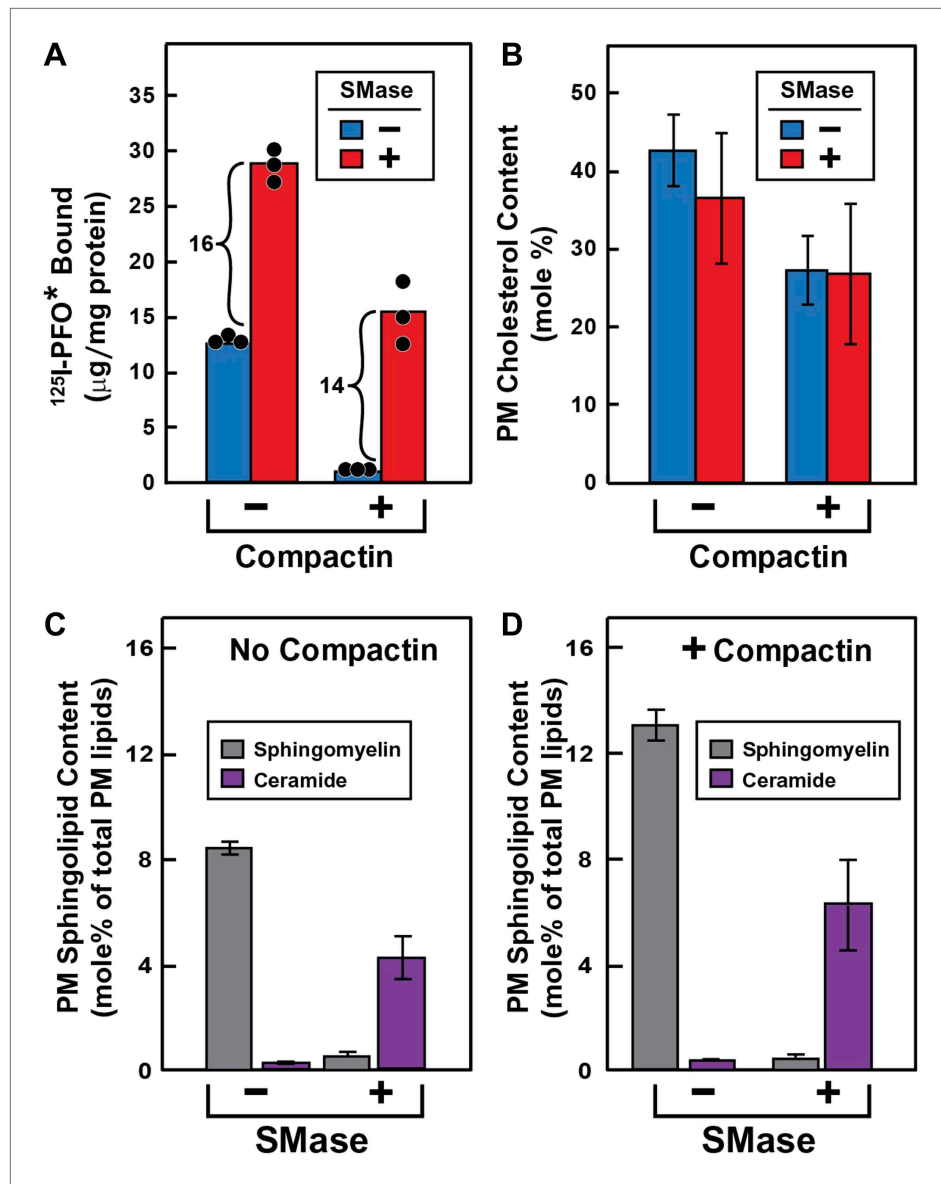 A
¹²⁵I-PFO* Bound
(μg/mg protein)
35
30
25
20
15
10
5
0
SMase
−
+
16
14
− +
Compactin
B
PM Cholesterol Content
(mole %)
50
40
30
20
10
0
SMase
−
+
− +
Compactin
C
No Compactin
PM Sphingolipid Content
(mole% of total PM lipids)
16
12
8
4
0
Sphingomyelin
Ceramide
− +
SMase
D
+ Compactin
PM Sphingolipid Content
(mole% of total PM lipids)
16
12
8
4
0
Sphingomyelin
Ceramide
− +
SMase